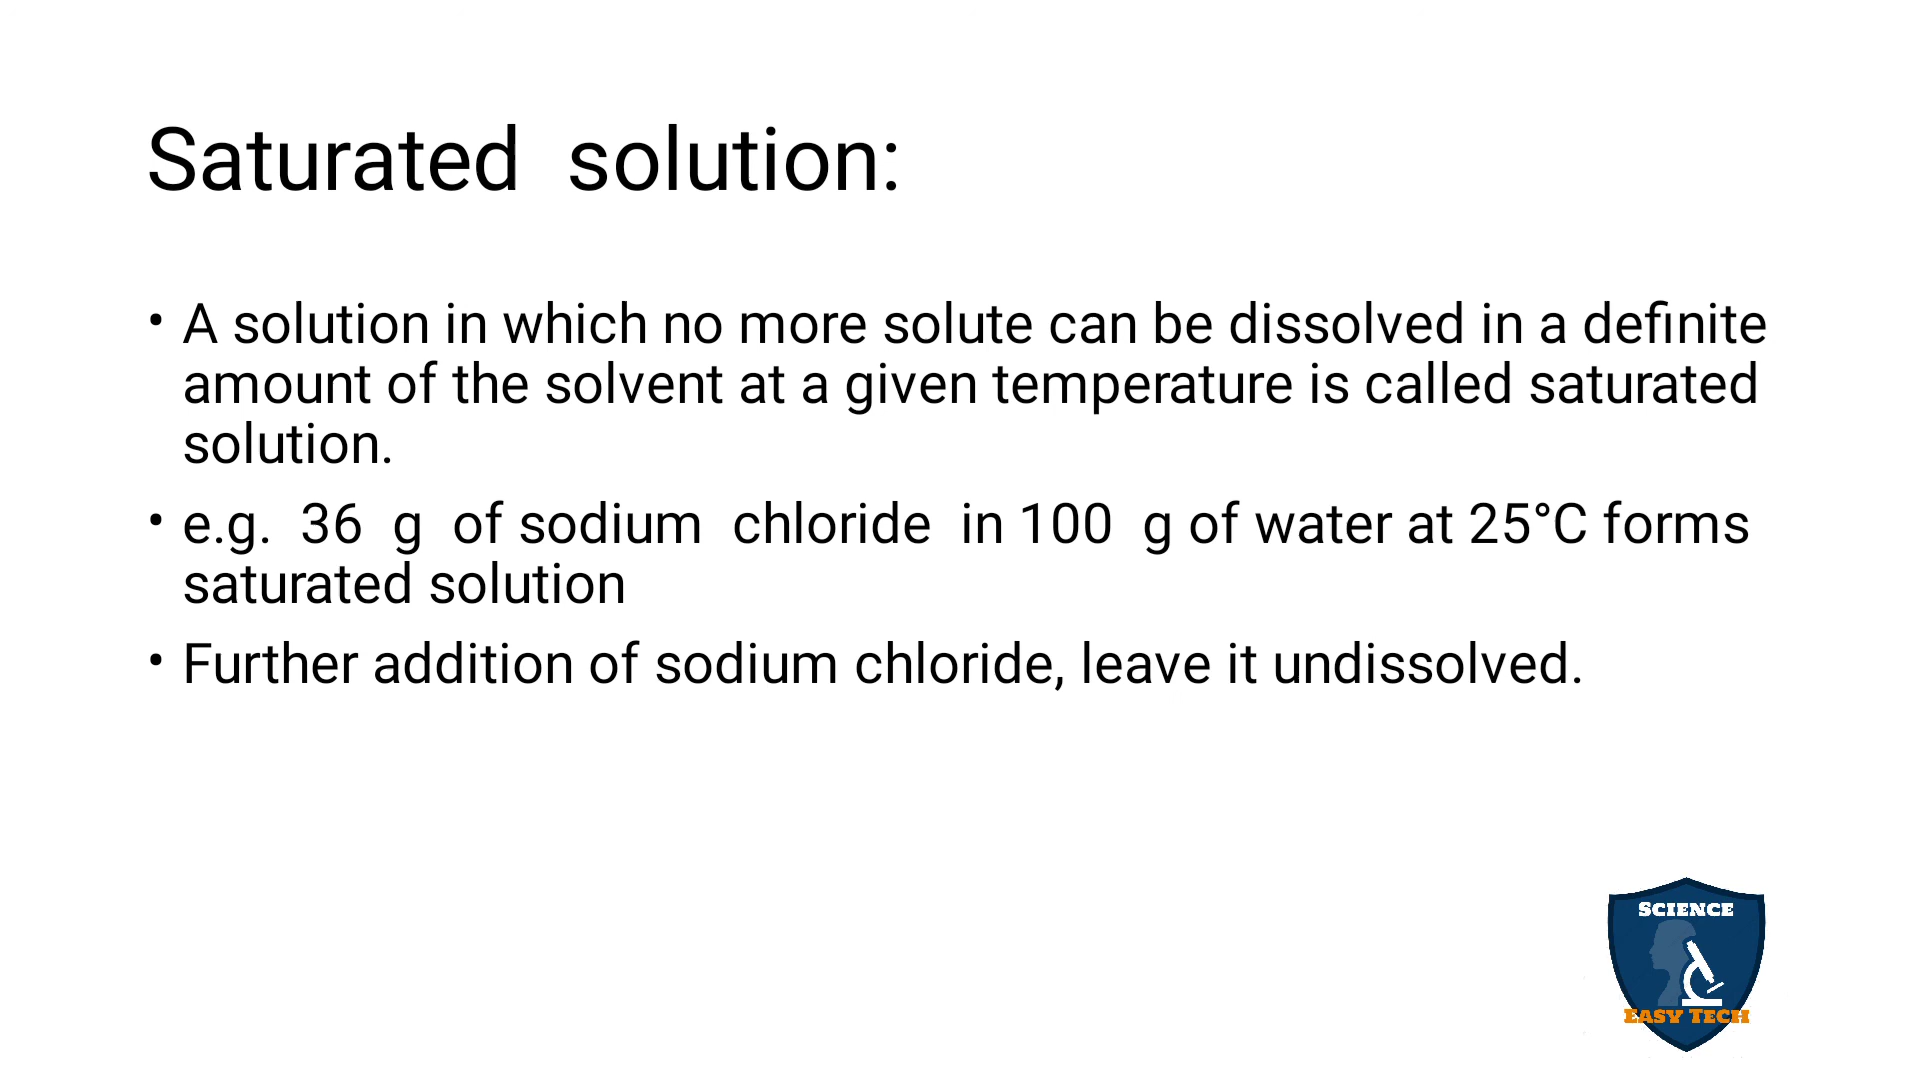 Saturated solution:
• A solution in which no more solute can be dissolved in a definite
amount of the solvent at a given temperature is called saturated
solution.
• e.g. 36 g of sodium chloride in 100 g of water at 25°C forms
saturated solution
• Further addition of sodium chloride, leave it undissolved.
SCIENCE
EASY TECH